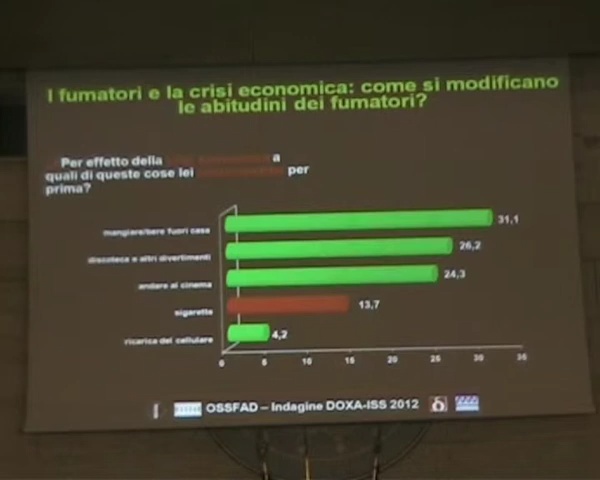 I fumatori e la crisi economica: come si modificano
le abitudini dei fumatori?
Per effetto della a
quali di queste cose lei per
prima?
mangiare/bere fuori casa 31,1
discoteca e altri divertimenti 26,2
andare al cinema 24,3
sigarette 13,7
ricarica del cellulare 4,2
0 5 10 15 20 25 30 35
OSSFAD – Indagine DOXA-ISS 2012